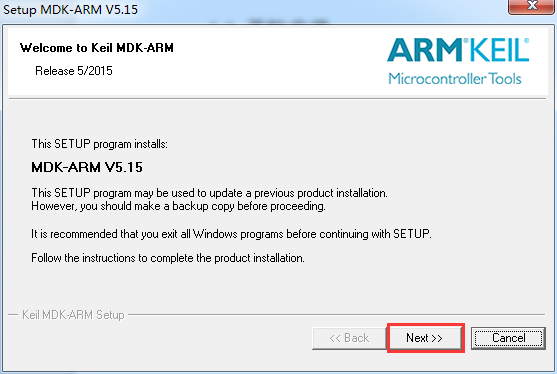 Setup MDK-ARM V5.15
Welcome to Keil MDK-ARM
Release 5/2015
ARM®KEIL
Microcontroller Tools
This SETUP program installs:
MDK-ARM V5.15
This SETUP program may be used to update a previous product installation.
However, you should make a backup copy before proceeding.
It is recommended that you exit all Windows programs before continuing with SETUP.
Follow the instructions to complete the product installation.
Keil MDK-ARM Setup
<< Back
Next >>
Cancel